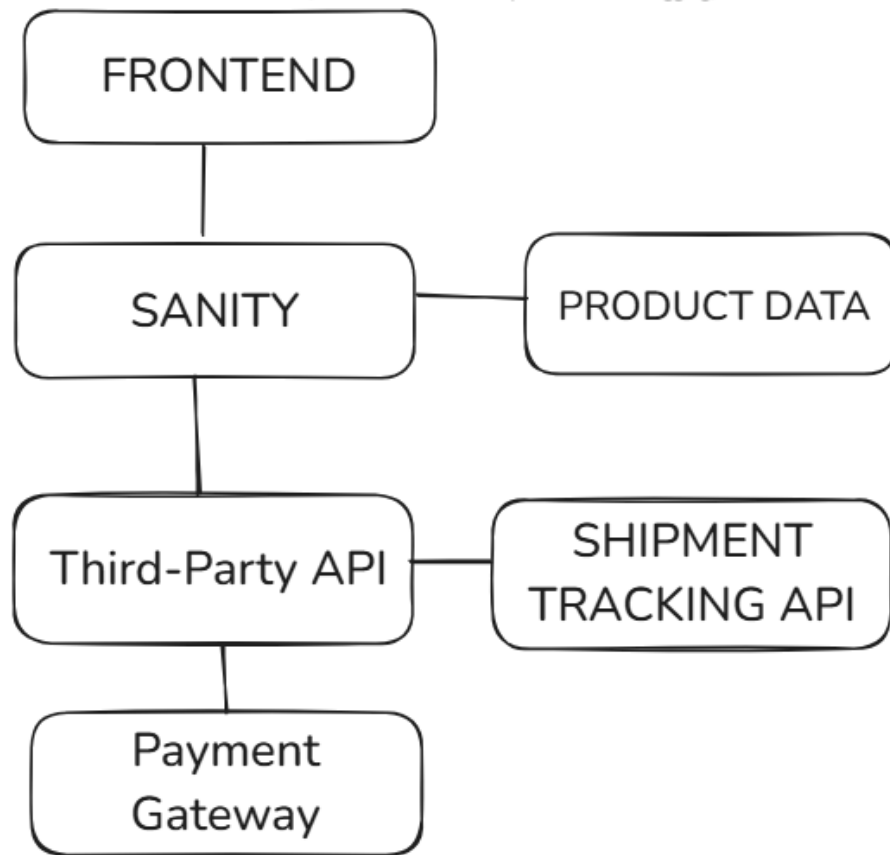 FRONTEND
SANITY
PRODUCT DATA
Third-Party API
SHIPMENT
TRACKING API
Payment
Gateway